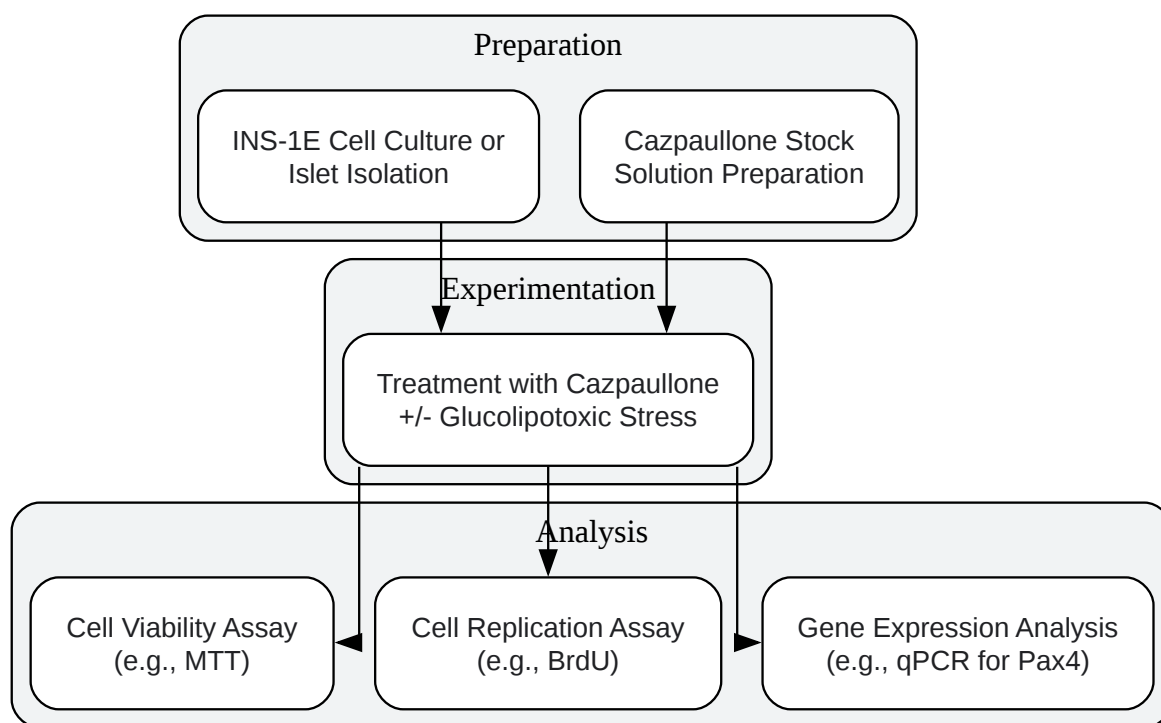 Preparation
INS-1E Cell Culture or
Islet Isolation
Cazpaullone Stock
Solution Preparation
Experimentation
Treatment with Cazpaullone
+/- Glucolipotoxic Stress
Analysis
Cell Viability Assay
(e.g., MTT)
Cell Replication Assay
(e.g., BrdU)
Gene Expression Analysis
(e.g., qPCR for Pax4)